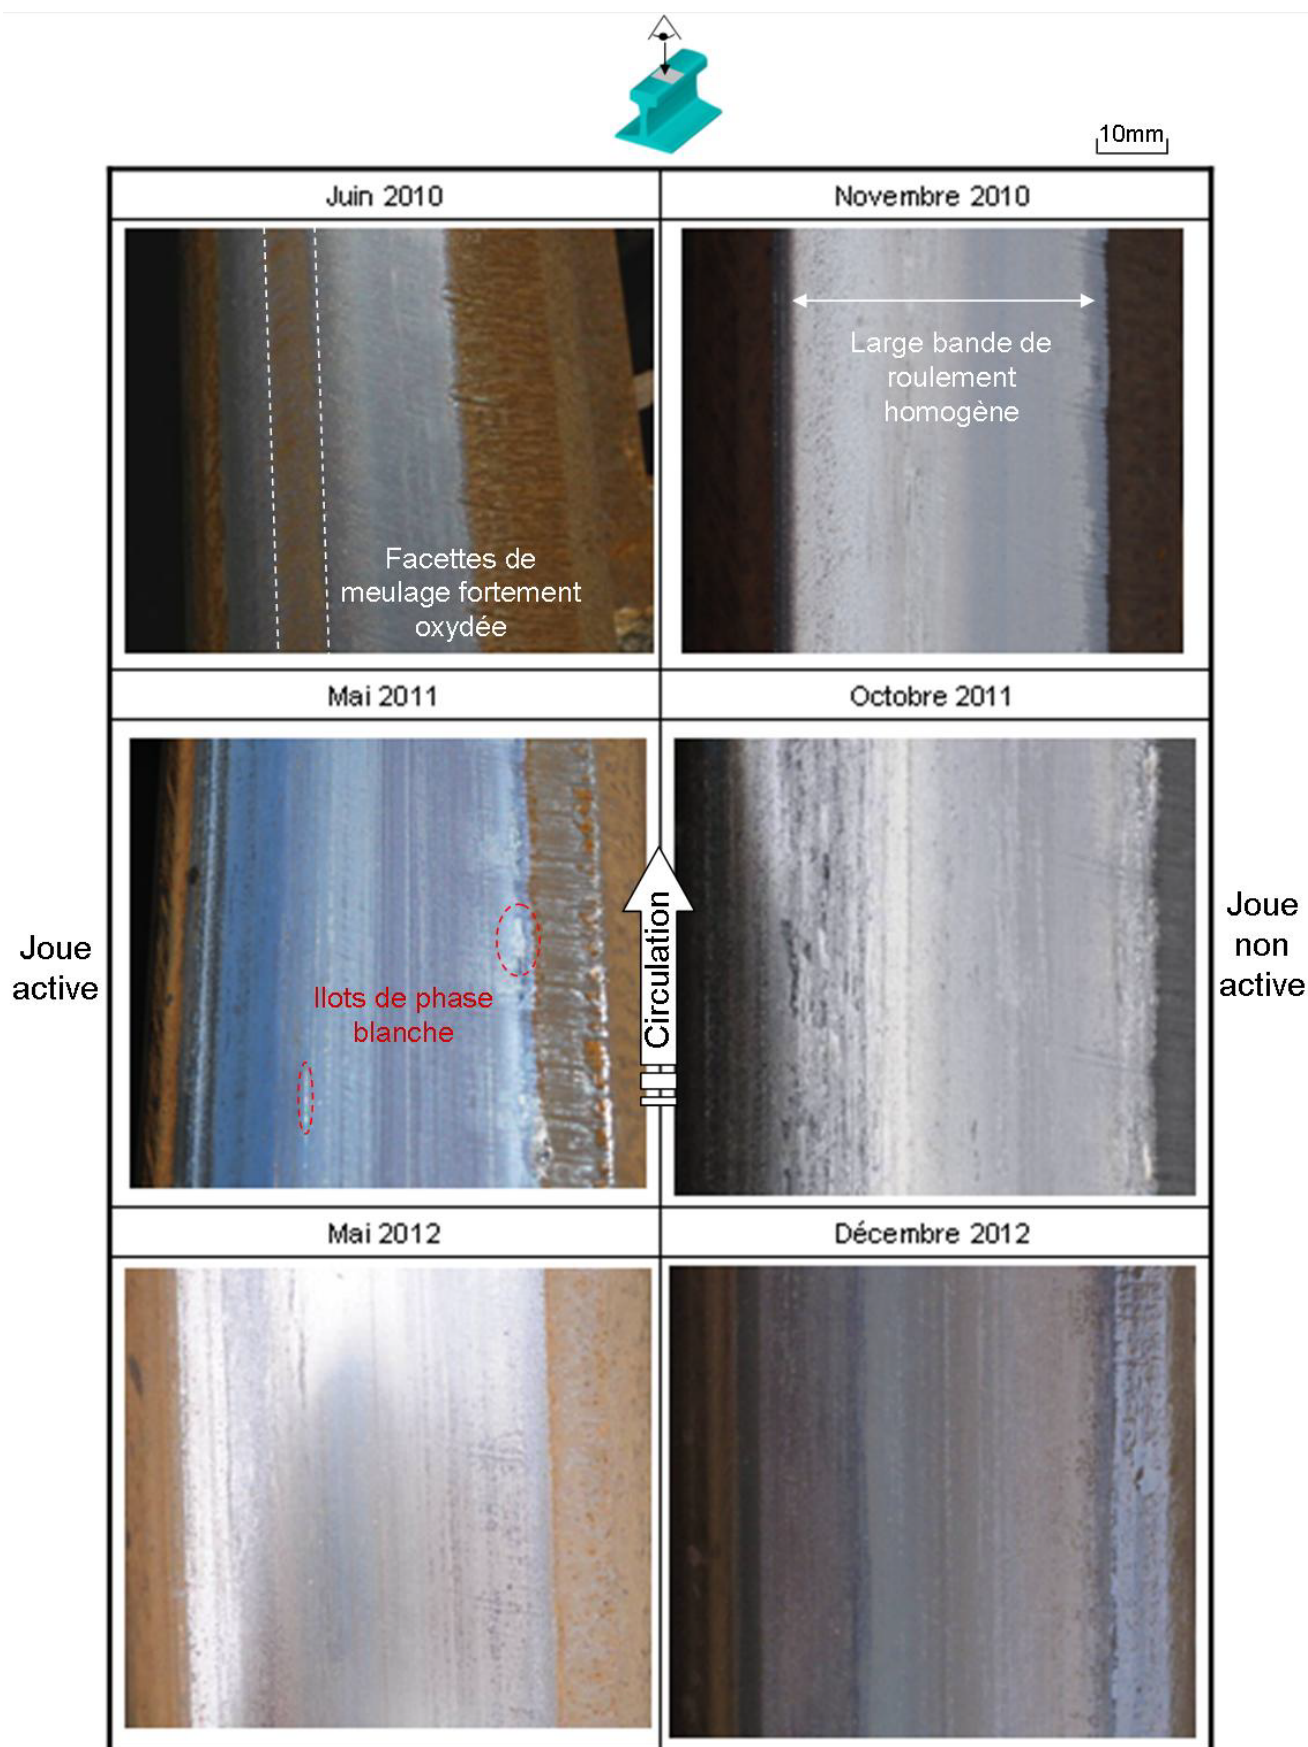 10mm
Juin 2010
Novembre 2010
Large bande de
roulement
homogène
Facettes de
meulage fortement
oxydée
Mai 2011
Octobre 2011
Joue
active
Ilots de phase
blanche
Circulation
Joue
non
active
Mai 2012
Décembre 2012